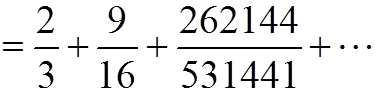 = 2/3 + 9/16 + 262144/531441 + ⋯